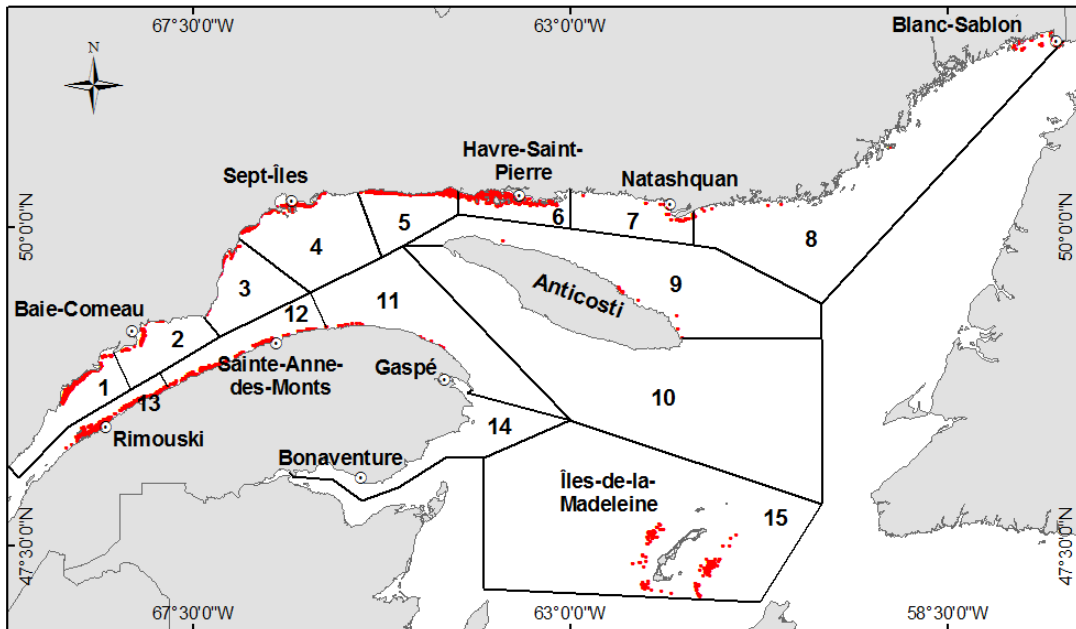 67°30'0"W
63°0'0"W
Blanc-Sablon
N
Havre-Saint-
Pierre
Sept-Îles
Natashquan
50°0'0"N
50°0'0"N
5
6
7
4
8
3
9
11
Anticosti
Baie-Comeau
12
2
Sainte-Anne-
des-Monts
Gaspé
1
13
10
Rimouski
14
Bonaventure
Îles-de-la-
Madeleine
15
47°30'0"N
47°30'0"N
67°30'0"W
63°0'0"W
58°30'0"W